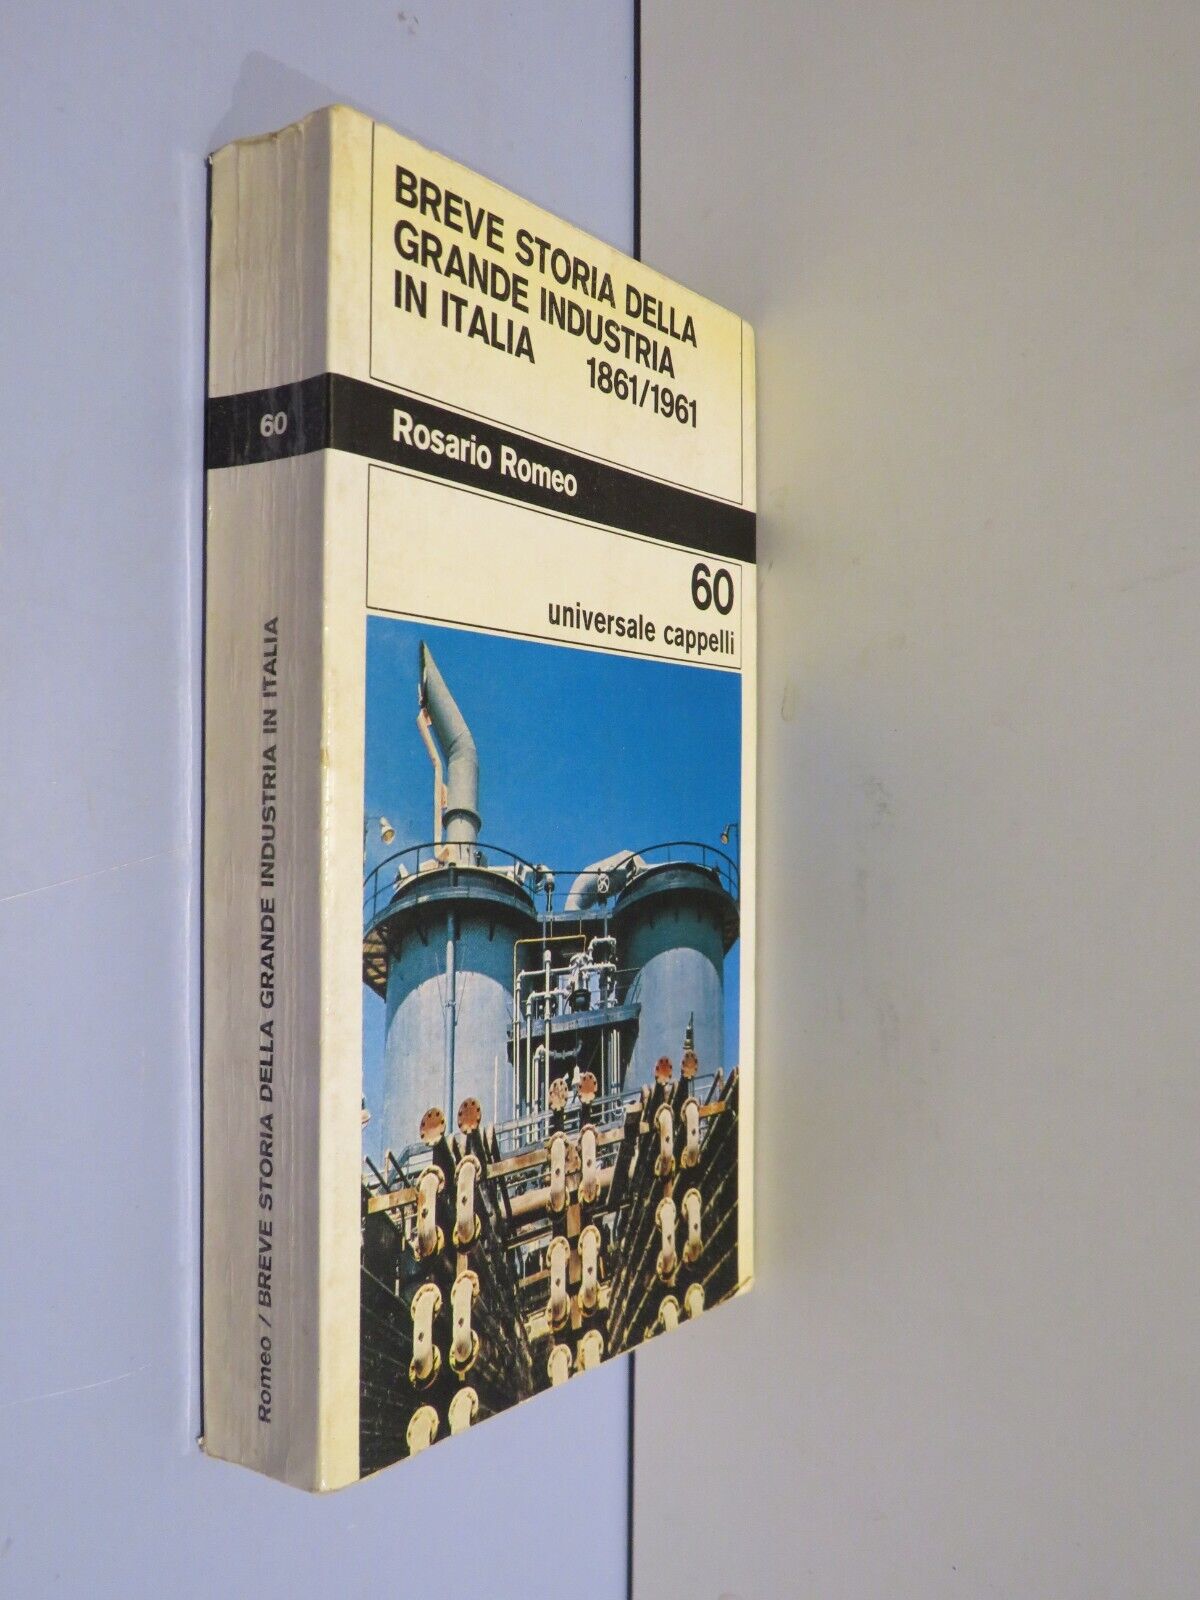 BREVE STORIA DELLA
GRANDE INDUSTRIA
IN ITALIA 1861/1961
Rosario Romeo
60
universale cappelli
60
Romeo / BREVE STORIA DELLA GRANDE INDUSTRIA IN ITALIA